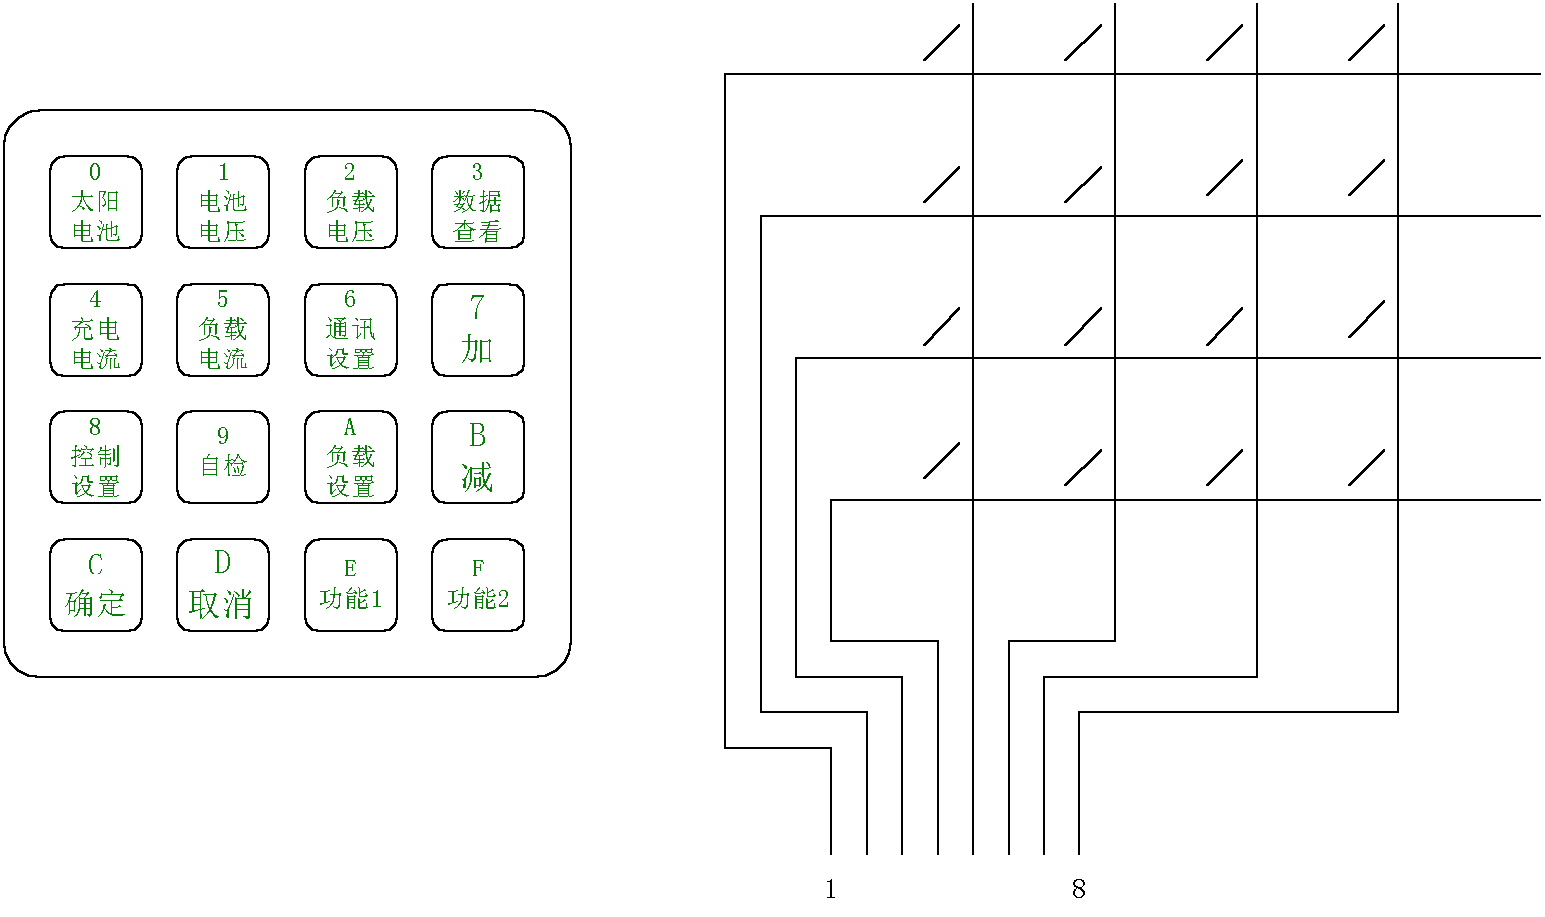 0
太阳
电池
1
电池
电压
2
负载
电压
3
数据
查看
4
充电
电流
5
负载
电流
6
通讯
设置
7
加
8
控制
设置
9
自检
A
负载
设置
B
减
C
确定
D
取消
E
功能1
F
功能2
1
8